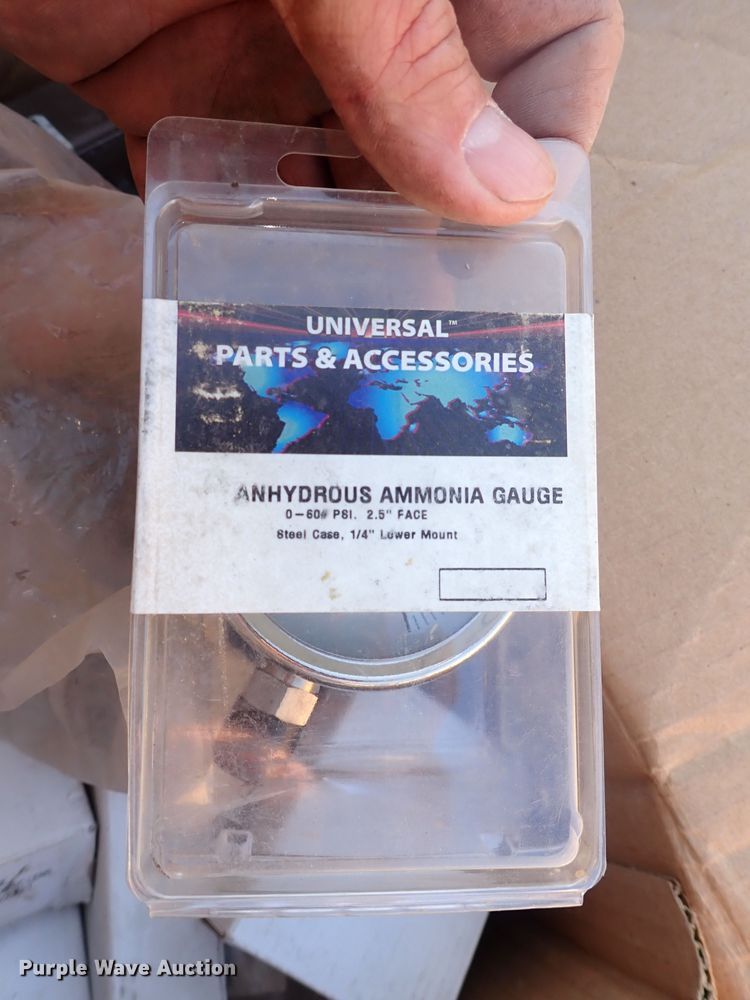 UNIVERSAL™
PARTS & ACCESSORIES
ANHYDROUS AMMONIA GAUGE
0-60# PSI. 2.5" FACE
Steel Case, 1/4" Lower Mount
Purple Wave Auction